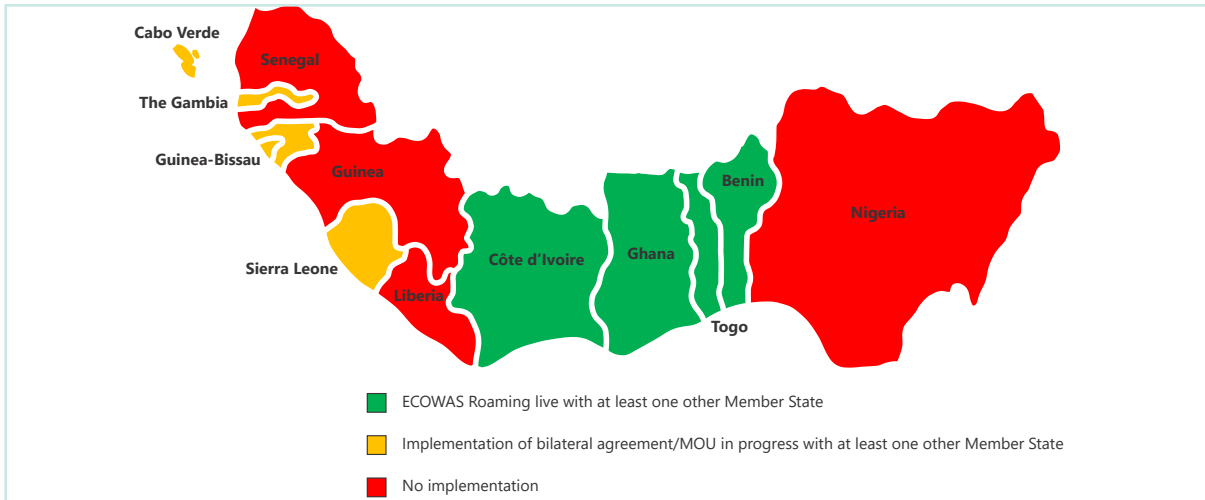 Cabo Verde
Senegal
The Gambia
Guinea-Bissau
Guinea
Benin
Nigeria
Sierra Leone
Côte d’Ivoire
Ghana
Liberia
Togo
ECOWAS Roaming live with at least one other Member State
Implementation of bilateral agreement/MOU in progress with at least one other Member State
No implementation